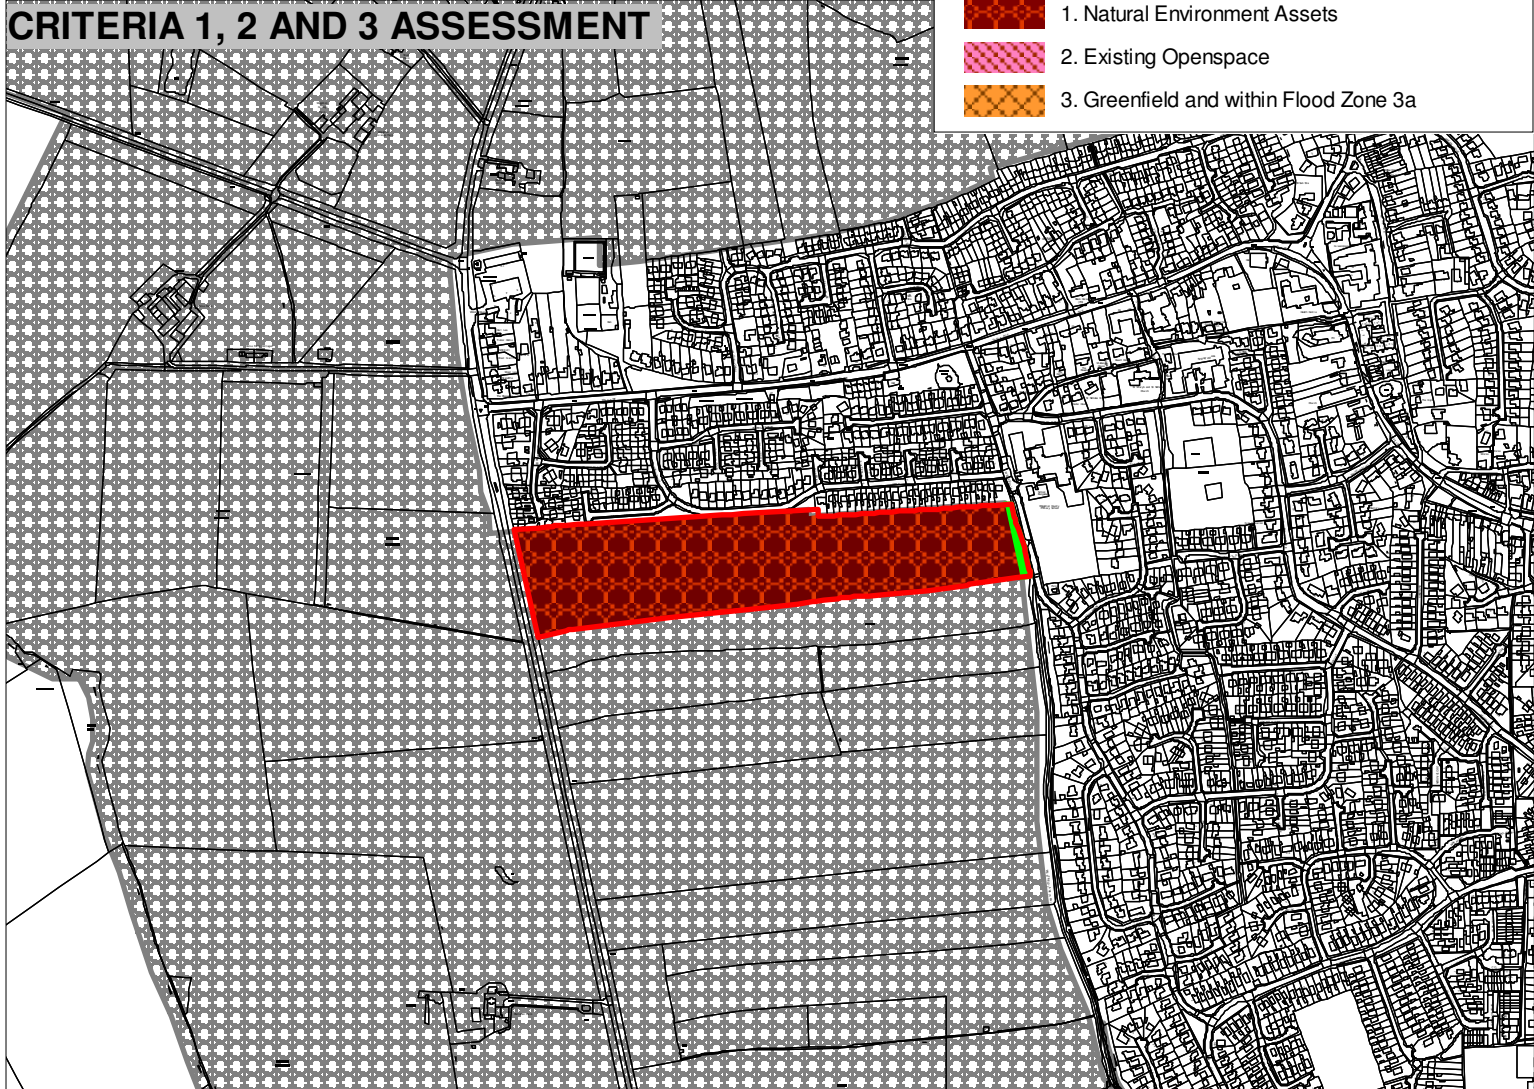 CRITERIA 1, 2 AND 3 ASSESSMENT
1. Natural Environment Assets
2. Existing Openspace
3. Greenfield and within Flood Zone 3a